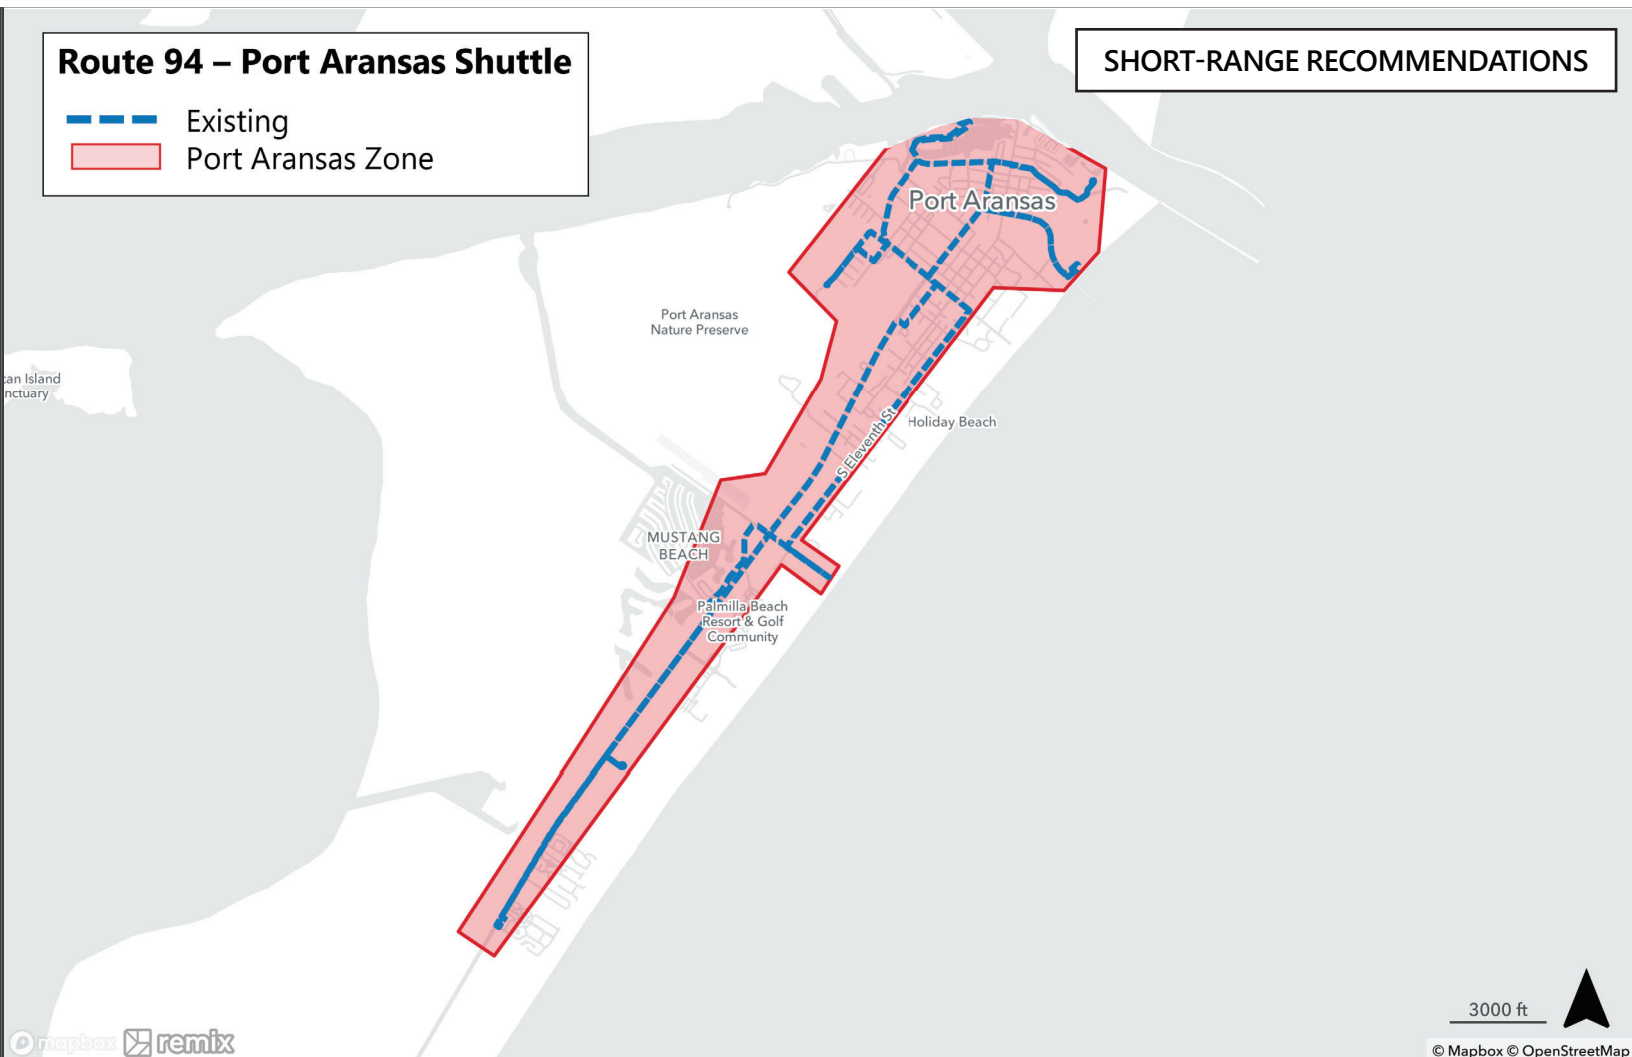 Route 94 – Port Aransas Shuttle
Existing
Port Aransas Zone
SHORT-RANGE RECOMMENDATIONS
Port Aransas
Port Aransas
Nature Preserve
can Island
nctuary
Holiday Beach
S Eleventh St
MUSTANG
BEACH
Palmilla Beach
Resort & Golf
Community
3000 ft
mapbox remix
© Mapbox © OpenStreetMap